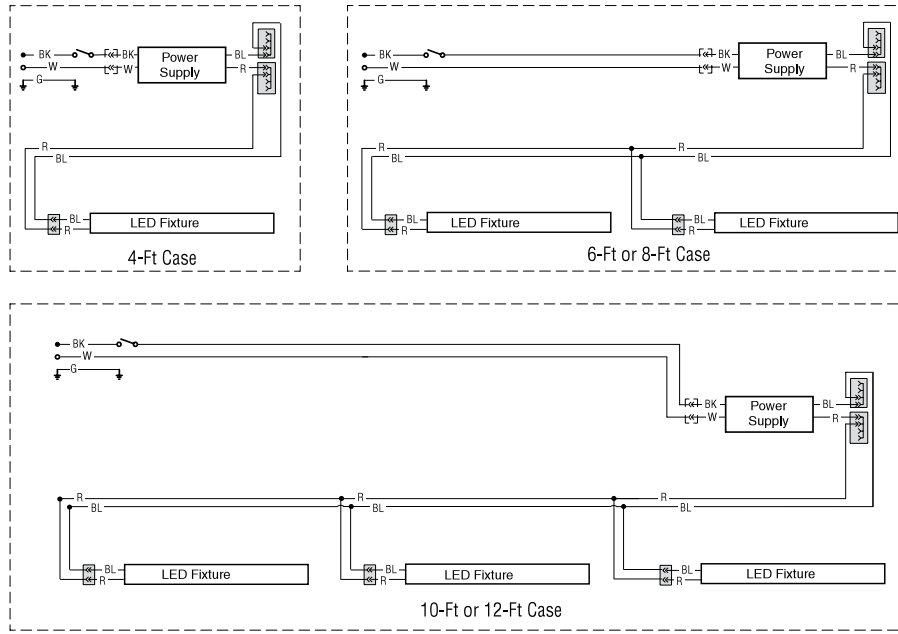 BK
BK
Power
Supply
BL
W
W
R
G
R
BL
BL
R
LED Fixture
4-Ft Case
BK
BK
Power
Supply
BL
W
W
R
G
R
R
BL
BL
BL
R
LED Fixture
BL
R
LED Fixture
6-Ft or 8-Ft Case
BK
W
G
BK
Power
Supply
BL
W
R
R
R
R
BL
BL
BL
BL
R
LED Fixture
BL
R
LED Fixture
BL
R
LED Fixture
10-Ft or 12-Ft Case